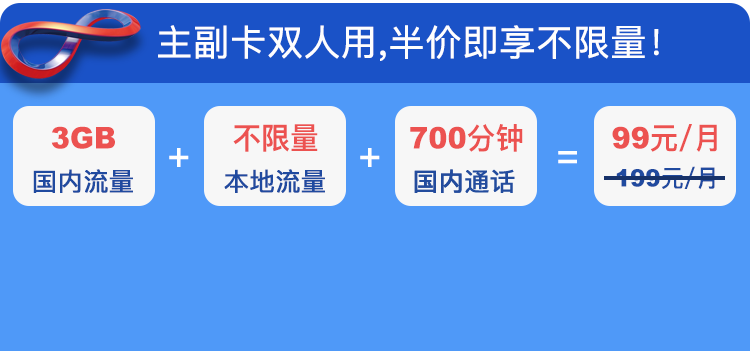 主副卡双人用,半价即享不限量!
3GB
国内流量
+
不限量
本地流量
+
700分钟
国内通话
=
99元/月
199元/月